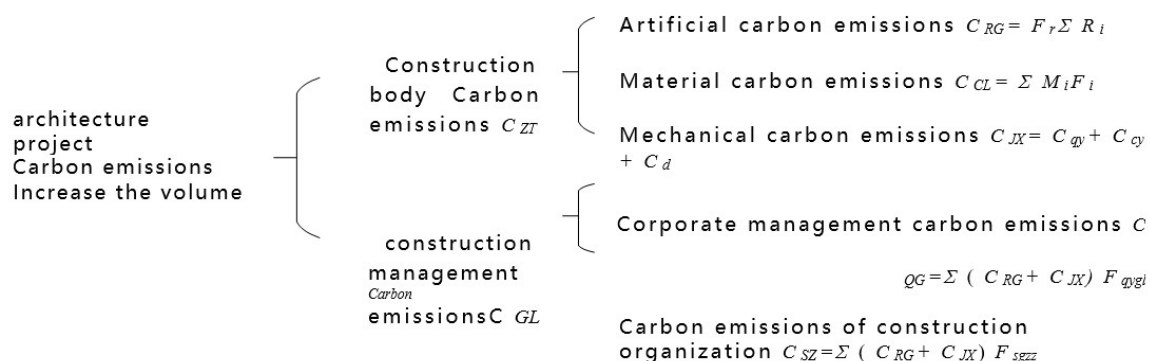 architecture
project
Carbon emissions
Increase the volume
Construction
body Carbon
emissions C ZT
construction
management
Carbon
emissionsC GL
Artificial carbon emissions C RG = F r Σ R i
Material carbon emissions C CL = Σ M i F i
Mechanical carbon emissions C JX = C qy + C cy
+ C d
Corporate management carbon emissions C
QG =Σ ( C RG + C JX ) F qygl
Carbon emissions of construction
organization C SZ =Σ ( C RG + C JX ) F sgzz